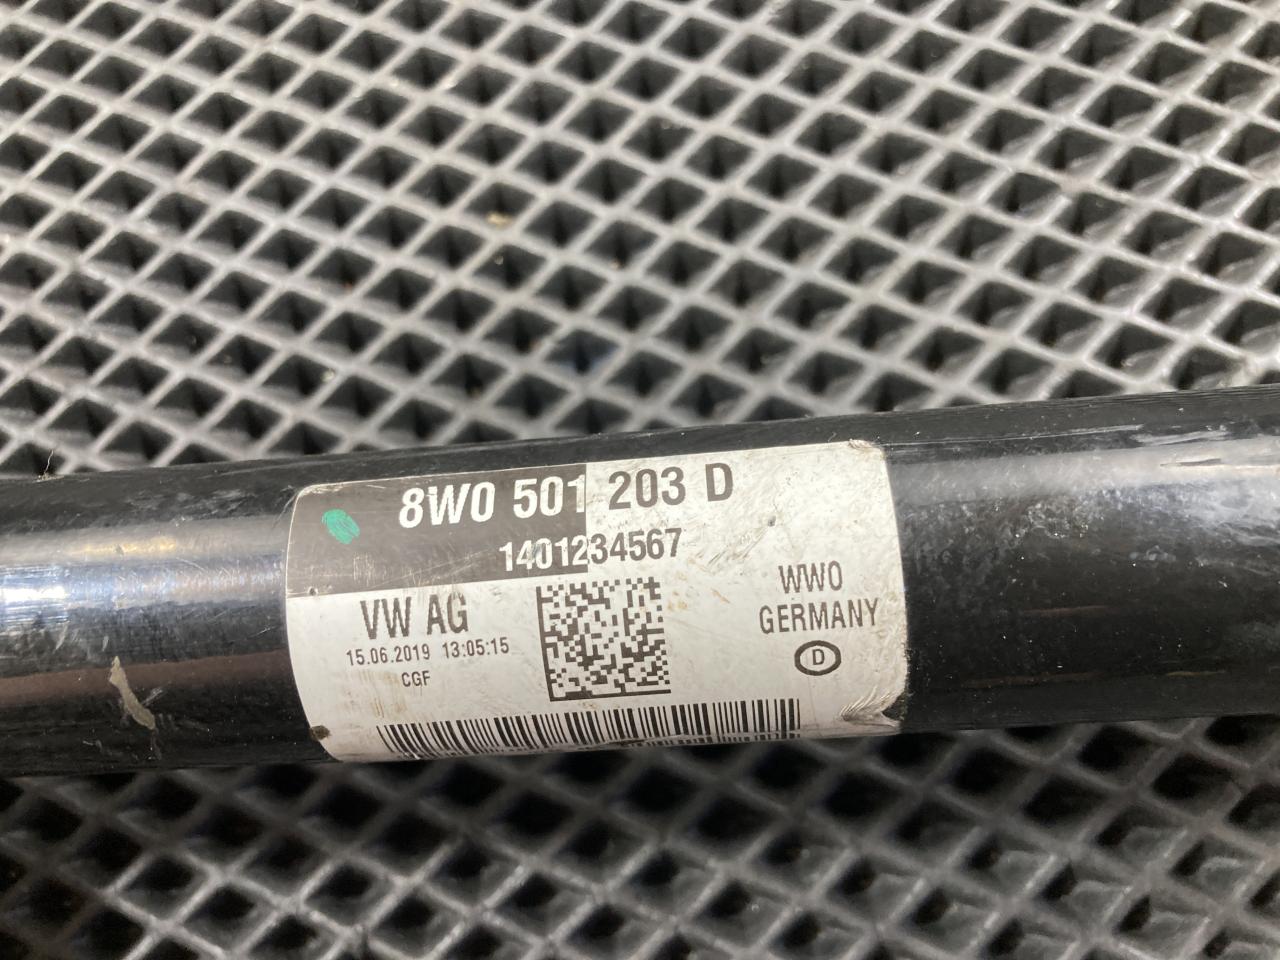 8W0 501 203 D
1401234567
VW AG
15.06.2019 13:05:15
CGF
WWO
GERMANY
D